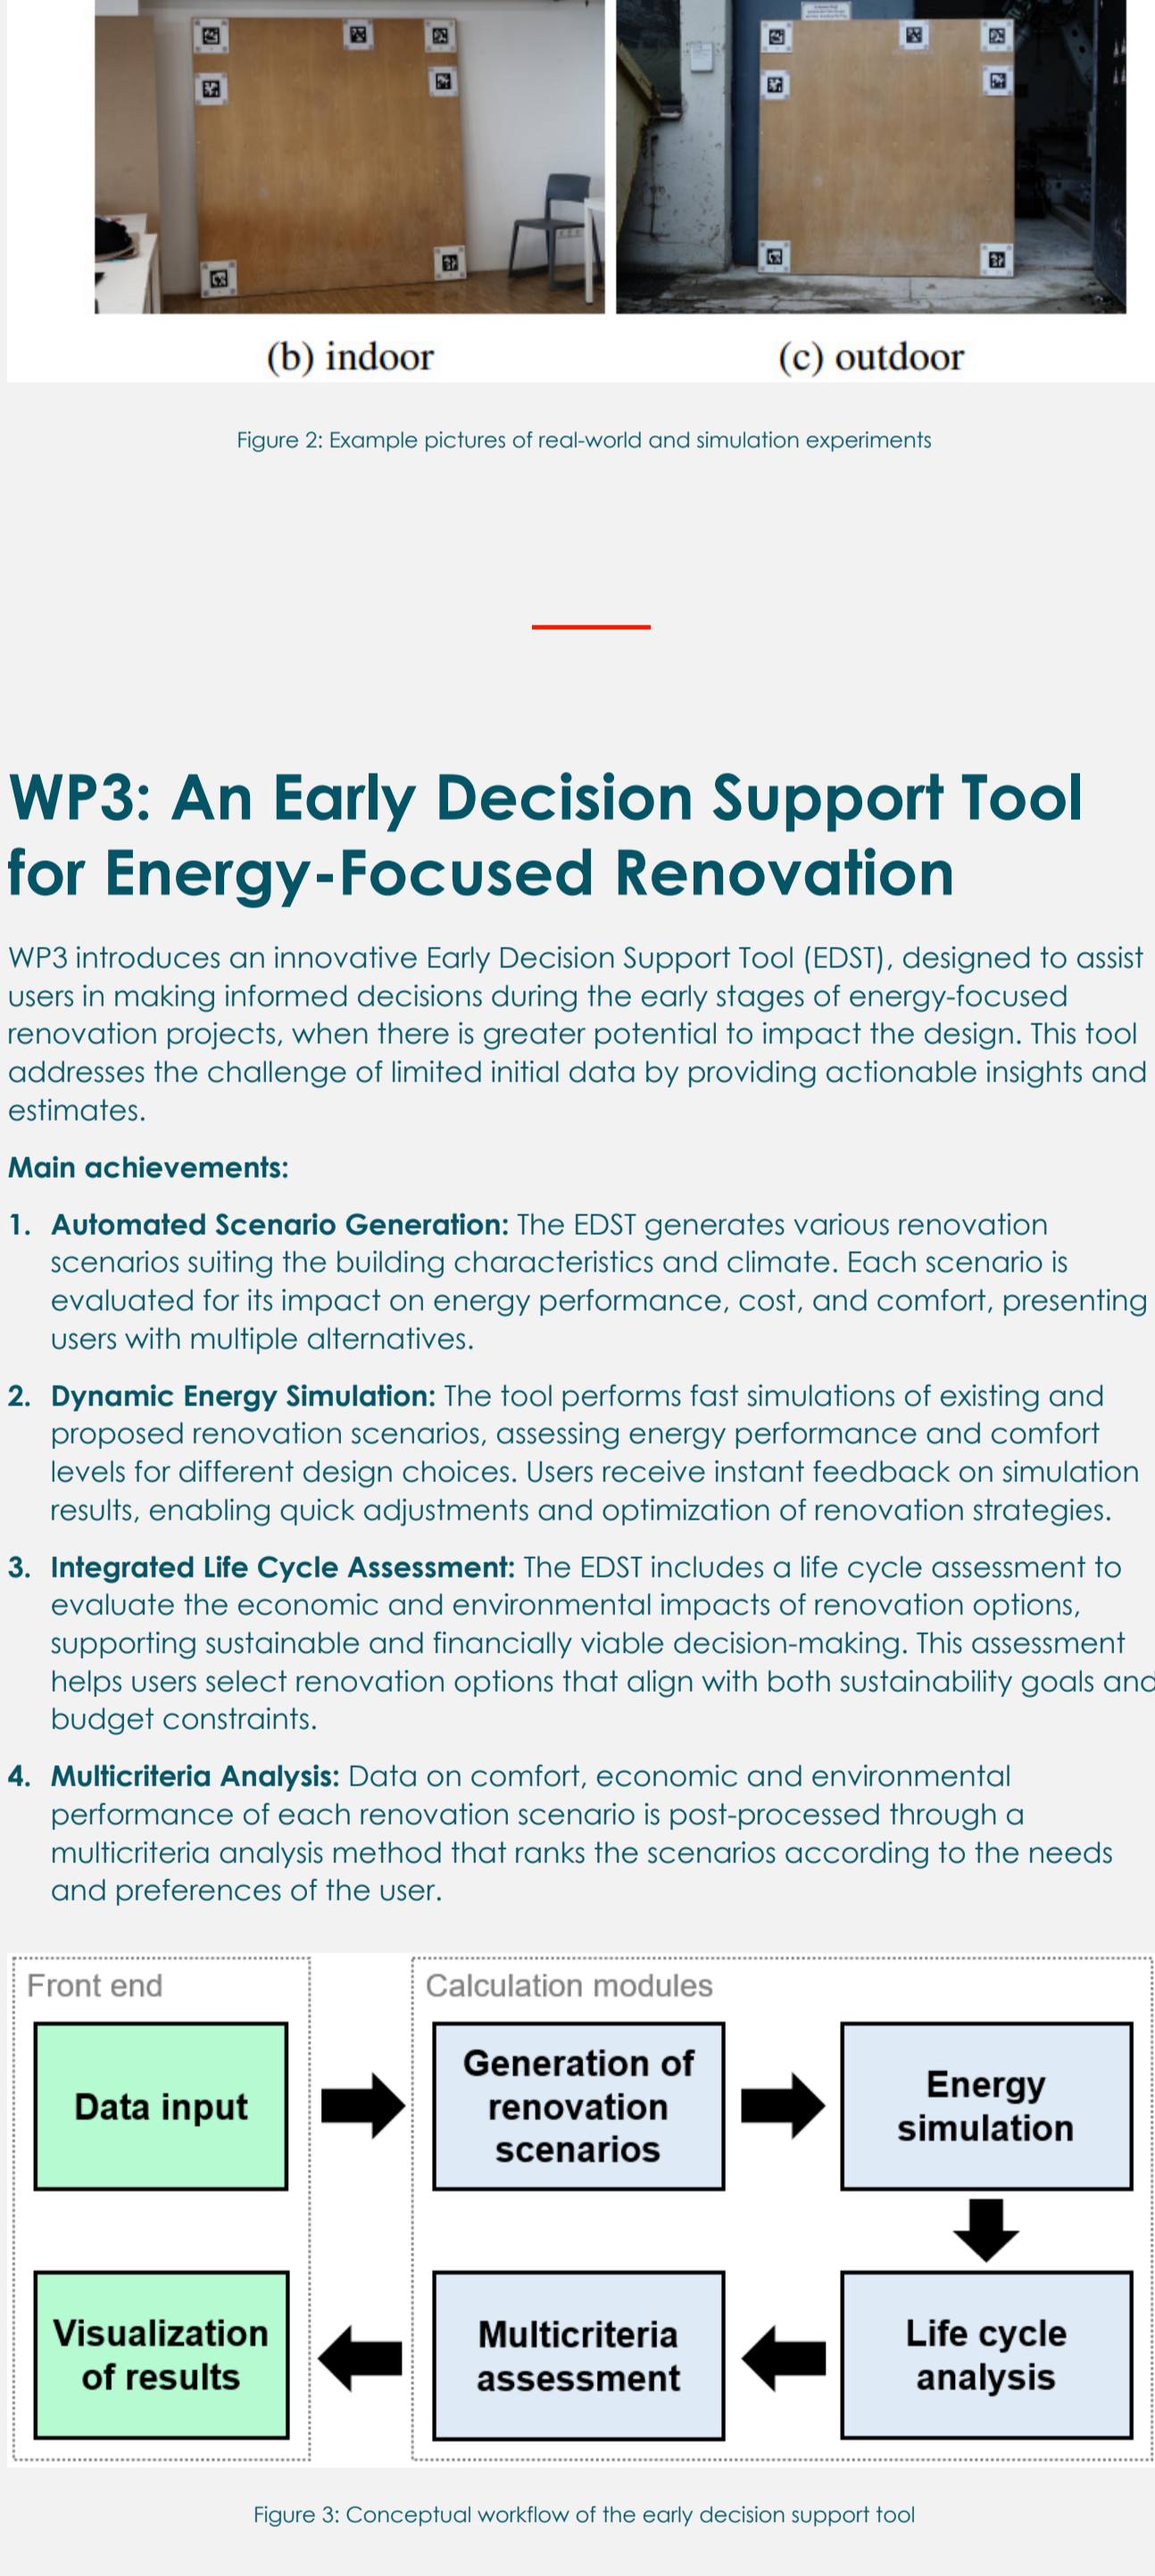 (b) indoor
(c) outdoor
Figure 2: Example pictures of real-world and simulation experiments
WP3: An Early Decision Support Tool
for Energy-Focused Renovation
WP3 introduces an innovative Early Decision Support Tool (EDST), designed to assist
users in making informed decisions during the early stages of energy-focused
renovation projects, when there is greater potential to impact the design. This tool
addresses the challenge of limited initial data by providing actionable insights and
estimates.
Main achievements:
1. Automated Scenario Generation: The EDST generates various renovation
scenarios suiting the building characteristics and climate. Each scenario is
evaluated for its impact on energy performance, cost, and comfort, presenting
users with multiple alternatives.
2. Dynamic Energy Simulation: The tool performs fast simulations of existing and
proposed renovation scenarios, assessing energy performance and comfort
levels for different design choices. Users receive instant feedback on simulation
results, enabling quick adjustments and optimization of renovation strategies.
3. Integrated Life Cycle Assessment: The EDST includes a life cycle assessment to
evaluate the economic and environmental impacts of renovation options,
supporting sustainable and financially viable decision-making. This assessment
helps users select renovation options that align with both sustainability goals and
budget constraints.
4. Multicriteria Analysis: Data on comfort, economic and environmental
performance of each renovation scenario is post-processed through a
multicriteria analysis method that ranks the scenarios according to the needs
and preferences of the user.
Front end
Calculation modules
Data input
Generation of
renovation
scenarios
Energy
simulation
Visualization
of results
Multicriteria
assessment
Life cycle
analysis
Figure 3: Conceptual workflow of the early decision support tool